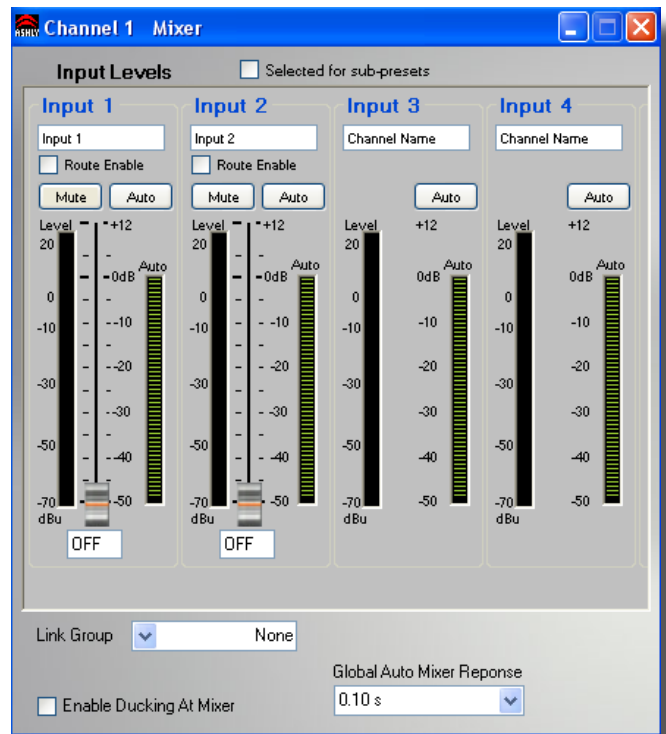 ASHLY Channel 1 Mixer
Input Levels Selected for sub-presets
Input 1 Input 2 Input 3 Input 4
Input 1 Input 2 Channel Name Channel Name
Route Enable Route Enable
Mute Auto Mute Auto Auto Auto
Level +12 Level +12 Level +12 Level +12
20 20 20 20
Auto Auto Auto Auto
0dB 0dB 0dB 0dB
0 0 0 0
-10 -10 -10 -10 -10 -10 -10 -10
-20 -20 -20 -20
-30 -30 -30 -30
-30 -30 -30 -30
-50 -40 -50 -40 -50 -40 -50 -40
-70 -50 -70 -50 -70 -50 -70 -50
dBu dBu dBu dBu
OFF OFF
Link Group None
Global Auto Mixer Reponse
Enable Ducking At Mixer 0.10 s